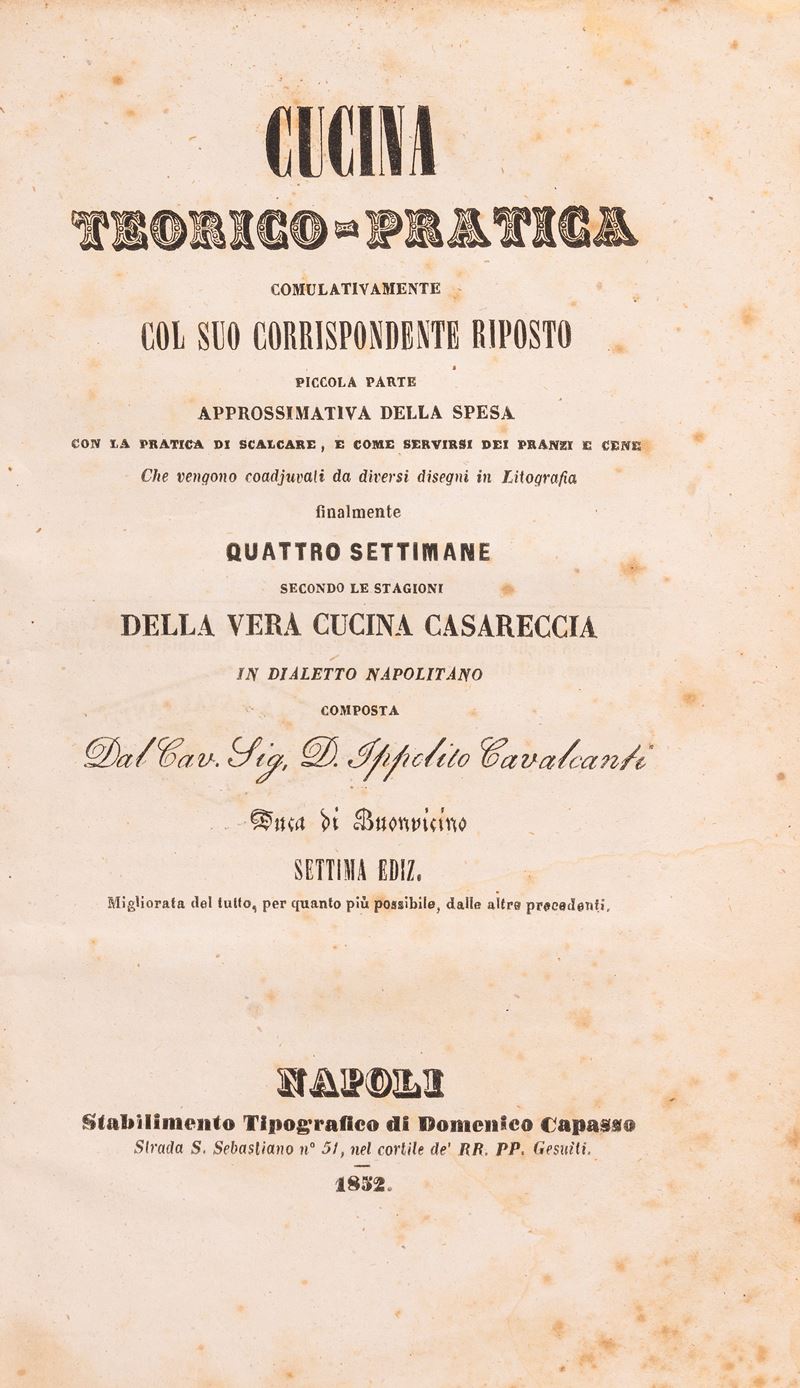 CUCINA
TEORICO-PRATICA
COMULATIVAMENTE
COL SUO CORRISPONDENTE RIPOSTO
PICCOLA PARTE
APPROSSIMATIVA DELLA SPESA
CON LA PRATICA DI SCALCARE, E COME SERVIRSI DEI PRANZI E CENE
Che vengono coadjuvati da diversi disegni in Litografia
finalmente
QUATTRO SETTIMANE
SECONDO LE STAGIONI
DELLA VERA CUCINA CASARECCIA
IN DIALETTO NAPOLITANO
COMPOSTA
Dal Cav. Sig, D. Ippolito Cavalcanti
Duca di Buonvicino
SETTIMA EDIZ.
Migliorata del tutto, per quanto più possibile, dalle altre precedenti.
NAPOLI
Stabilimento Tipografico di Domenico Capasso
Strada S. Sebastiano n° 51, nel cortile de' RR. PP. Gesuiti.
1852.